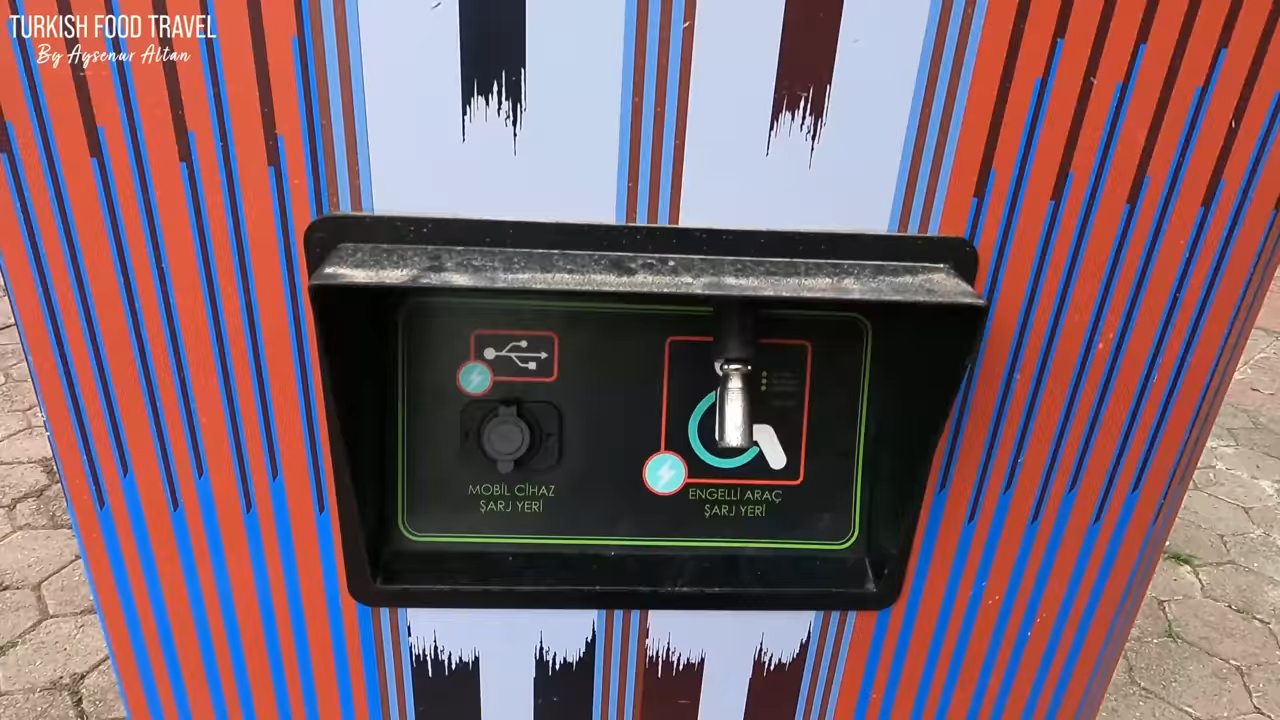 TURKISH FOOD TRAVEL
By Aysenur Altan
MOBİL CİHAZ
ŞARJ YERİ
ENGELLİ ARAÇ
ŞARJ YERİ